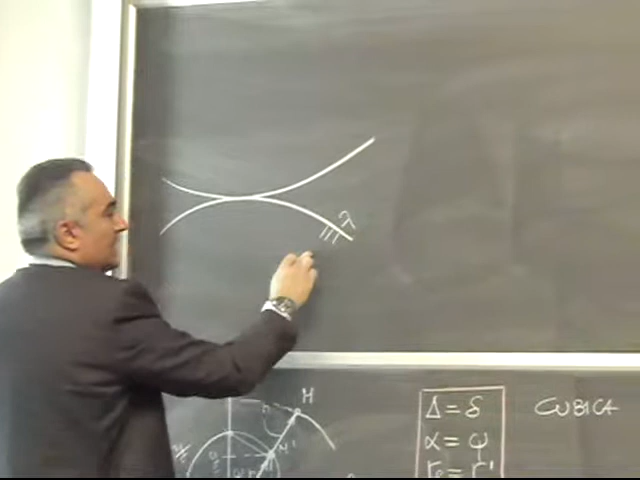 λ
H
H'
Δ = δ
CUBICA
α = ψ
r₀ = r'